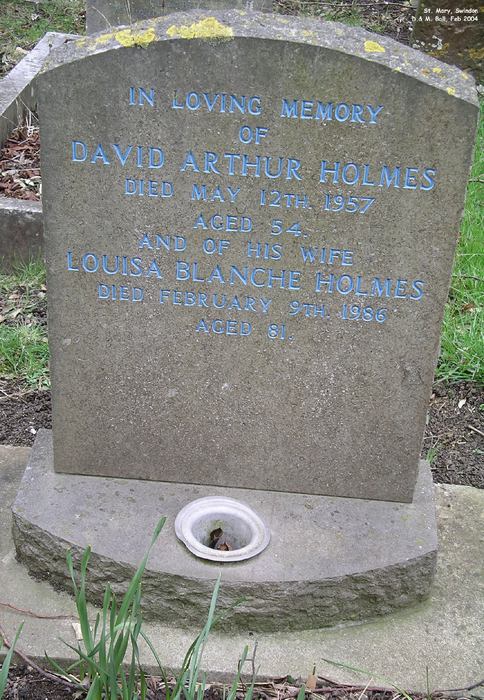 St. Mary, Swindon
D & M. Ball, Feb 2004
IN LOVING MEMORY
OF
DAVID ARTHUR HOLMES
DIED MAY 12TH. 1957
AGED 54.
AND OF HIS WIFE
LOUISA BLANCHE HOLMES
DIED FEBRUARY 9TH. 1986
AGED 81.